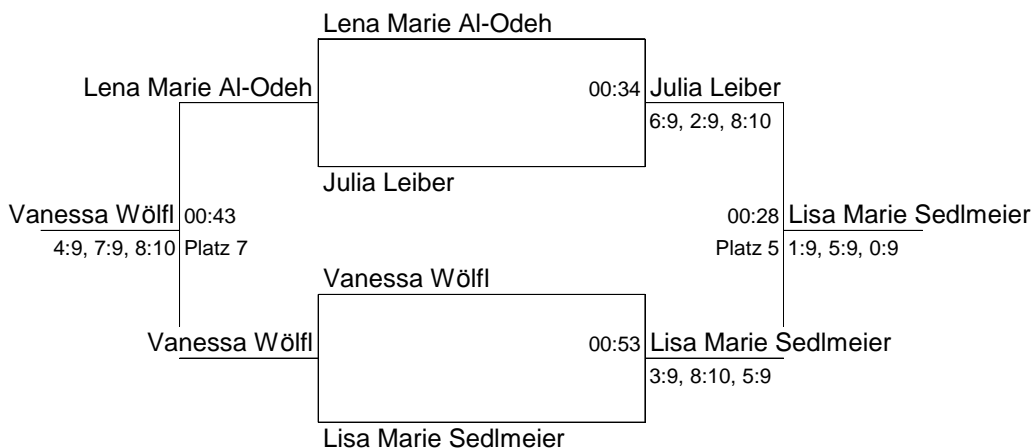 Lena Marie Al-Odeh
Lena Marie Al-Odeh
00:34 Julia Leiber
6:9, 2:9, 8:10
Julia Leiber
Vanessa Wölfl 00:43
00:28 Lisa Marie Sedlmeier
4:9, 7:9, 8:10 Platz 7
Platz 5 1:9, 5:9, 0:9
Vanessa Wölfl
Vanessa Wölfl
00:53 Lisa Marie Sedlmeier
3:9, 8:10, 5:9
Lisa Marie Sedlmeier